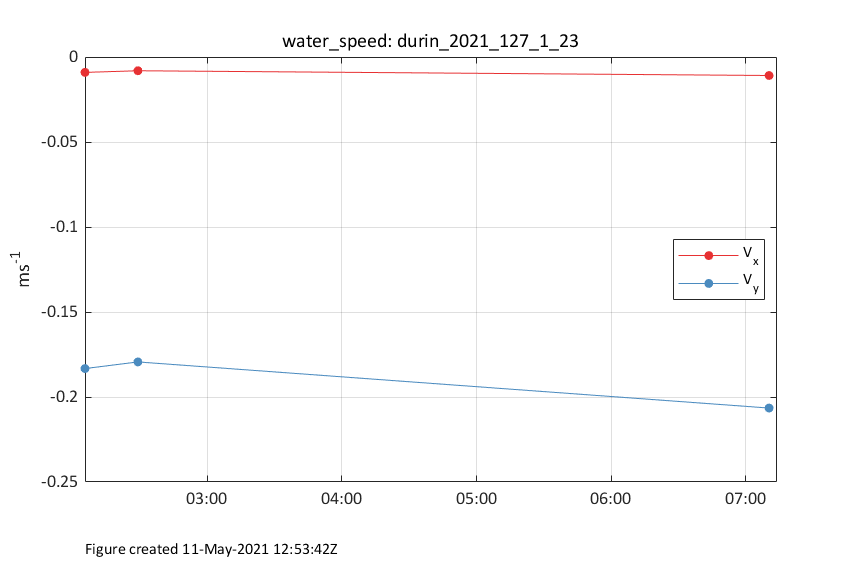 water_speed: durin_2021_127_1_23
0
-0.05
-0.1
-0.15
-0.2
-0.25
ms-1
Vx
Vy
03:00 04:00 05:00 06:00 07:00
Figure created 11-May-2021 12:53:42Z